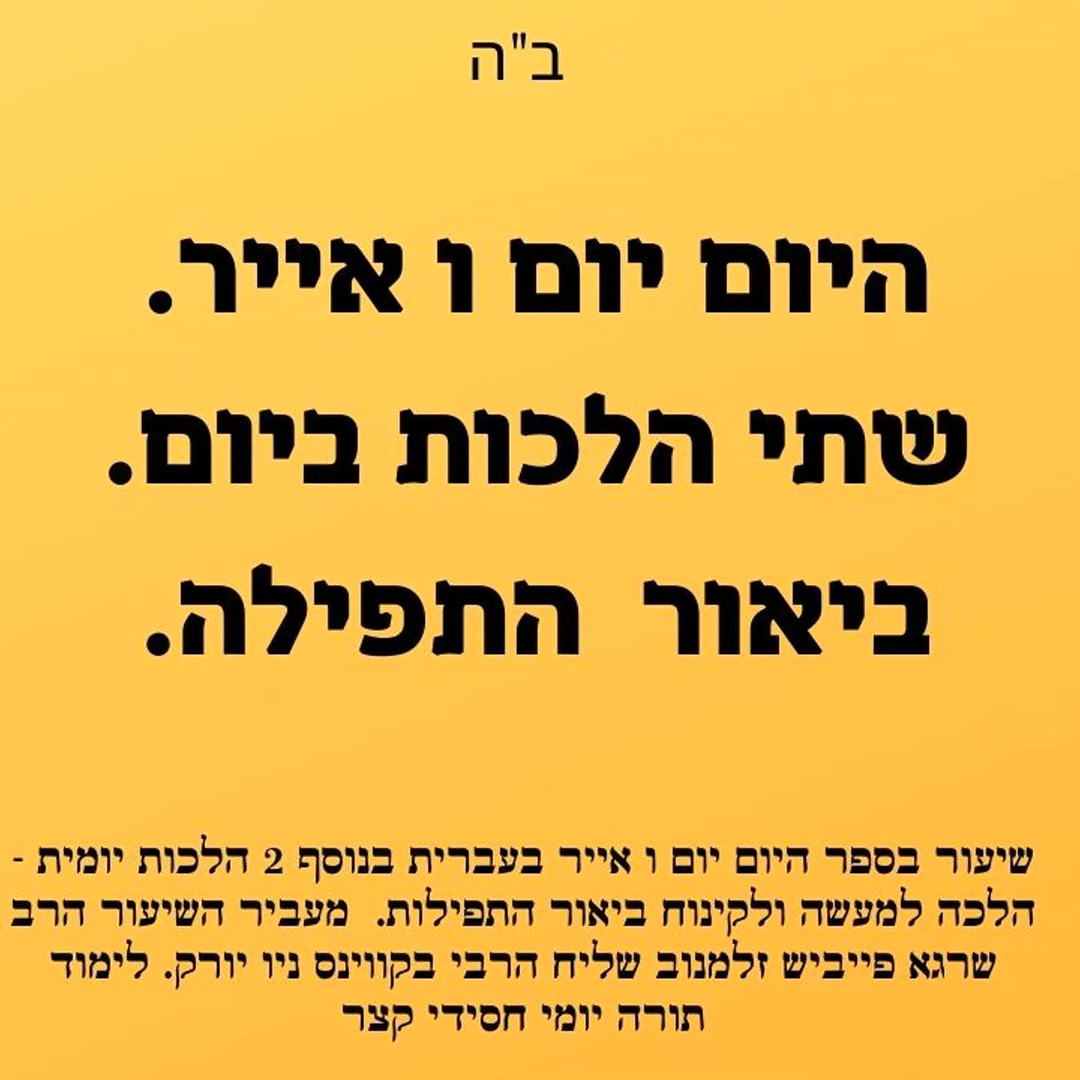 ב"ה
היום יום ו אייר.
שתי הלכות ביום.
ביאור התפילה.
שיעור בספר היום יום ו אייר בעברית בנוסף 2 הלכות יומית -
הלכה למעשה ולקינוח ביאור התפילות. מעביר השיעור הרב
שרגא פייביש זלמנוב שליח הרבי בקווינס ניו יורק. לימוד
תורה יומי חסידי קצר